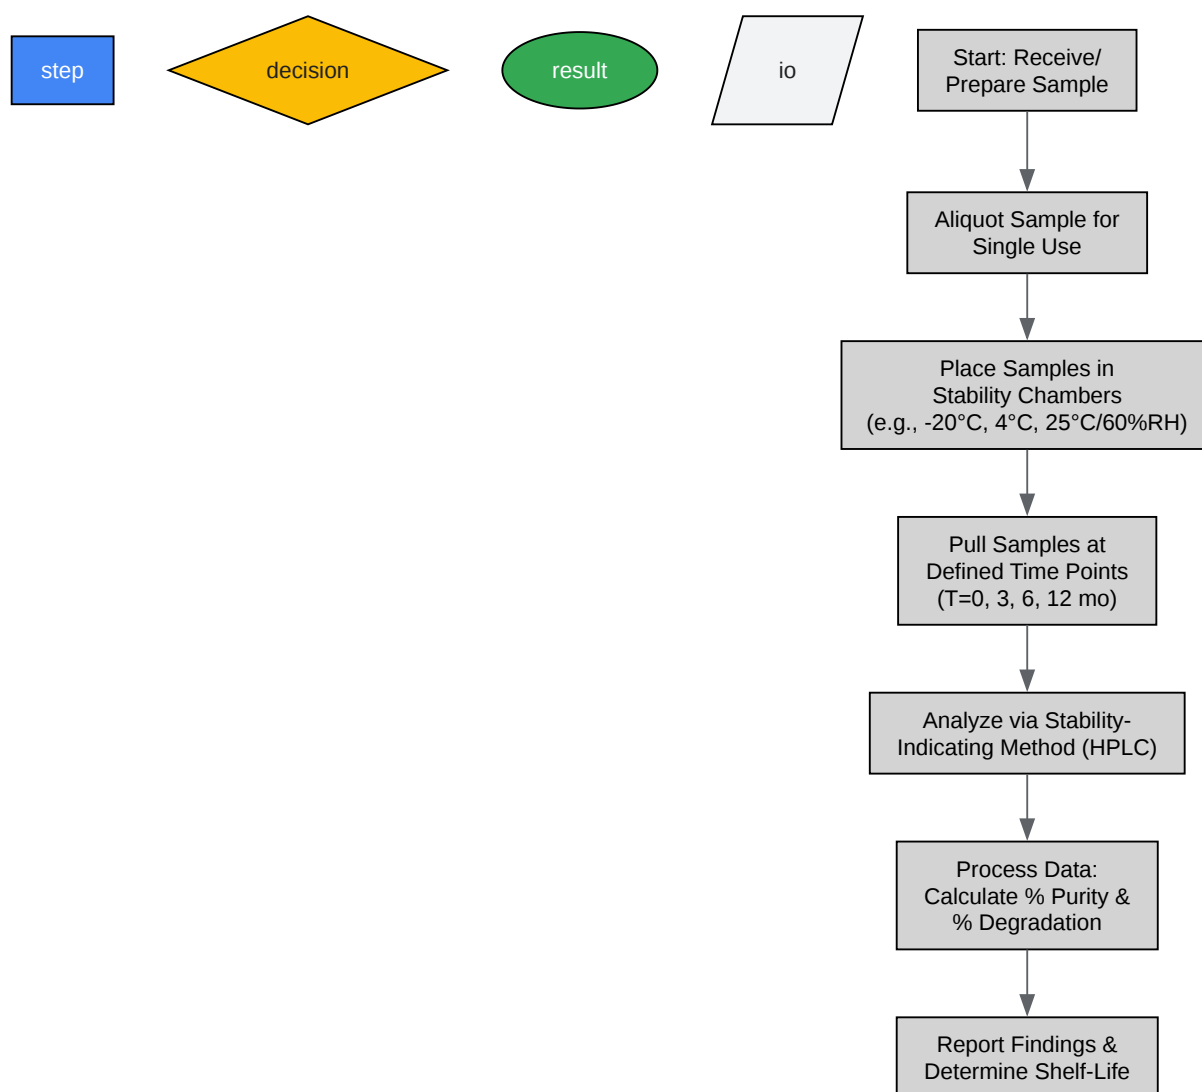 step
decision
result
io
Start: Receive/
Prepare Sample
Aliquot Sample for
Single Use
Place Samples in
Stability Chambers
(e.g., -20°C, 4°C, 25°C/60%RH)
Pull Samples at
Defined Time Points
(T=0, 3, 6, 12 mo)
Analyze via Stability-
Indicating Method (HPLC)
Process Data:
Calculate % Purity &
% Degradation
Report Findings &
Determine Shelf-Life